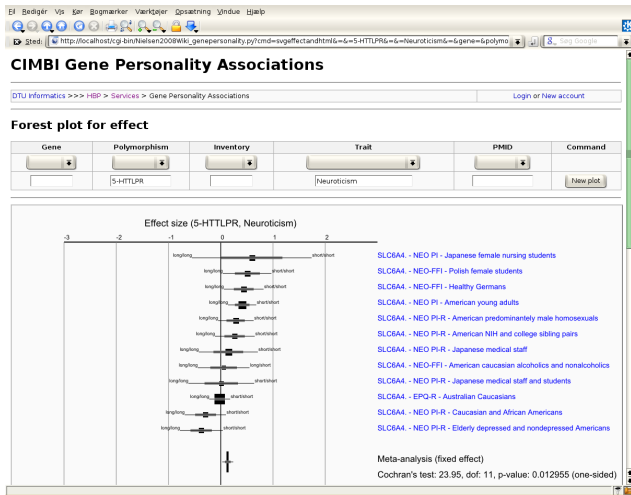 Fil Redigér Vis Kør Bogmærker Værktøjer Opsætning Vindue Hjælp
Sted: http://localhost/cgi-bin/Nielsen2008Wiki_genepersonality.py?cmd=svgeffectandhtml&=&=5-HTTLPR&=&=Neuroticism&=&gene=&polymo Søg Google
CIMBI Gene Personality Associations
DTU Informatics >>> HBP > Services > Gene Personality Associations Login or New account
Forest plot for effect
Gene Polymorphism Inventory Trait PMID Command
5-HTTLPR Neuroticism New plot
Effect size (5-HTTLPR, Neuroticism)
-3 -2 -1 0 1 2
long/long short/short SLC6A4. - NEO PI - Japanese female nursing students
long/long short/short SLC6A4. - NEO-FFI - Polish female students
long/long short/short SLC6A4. - NEO-FFI - Healthy Germans
long/long short/short SLC6A4. - NEO PI - American young adults
long/long short/short SLC6A4. - NEO PI-R - American predominantely male homosexuals
long/long short/short SLC6A4. - NEO PI-R - American NIH and college sibling pairs
long/long short/short SLC6A4. - NEO PI-R - Japanese medical staff
long/long long/short SLC6A4. - NEO-FFI - American caucasian alcoholics and nonalcoholics
long/long short/short SLC6A4. - NEO PI-R - Japanese medical staff and students
long/long short/short SLC6A4. - EPQ-R - Australian Caucasians
long/long short/short SLC6A4. - NEO PI-R - Caucasian and African Americans
long/long short/short SLC6A4. - NEO PI-R - Elderly depressed and nondepressed Americans
Meta-analysis (fixed effect)
Cochran's test: 23.95, dof: 11, p-value: 0.012955 (one-sided)